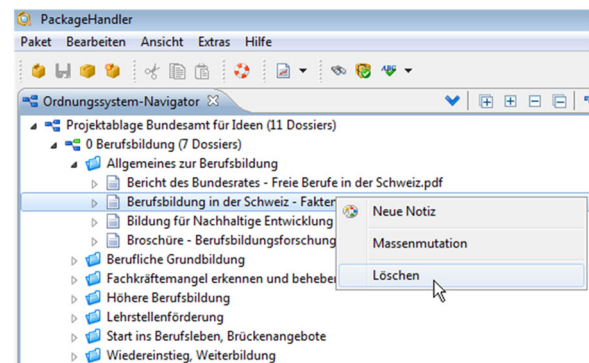 PackageHandler
Paket Bearbeiten Ansicht Extras Hilfe
Ordnungssystem-Navigator
Projektablage Bundesamt für Ideen (11 Dossiers)
0 Berufsbildung (7 Dossiers)
Allgemeines zur Berufsbildung
Bericht des Bundesrates - Freie Berufe in der Schweiz.pdf
Berufsbildung in der Schweiz - Fakten
Neue Notiz
Bildung für Nachhaltige Entwicklung
Massenmutation
Broschüre - Berufsbildungsforschung
Berufliche Grundbildung
Löschen
Fachkräftemangel erkennen und beheben
Höhere Berufsbildung
Lehrstellenförderung
Start ins Berufsleben, Brückenangebote
Wiedereinstieg, Weiterbildung